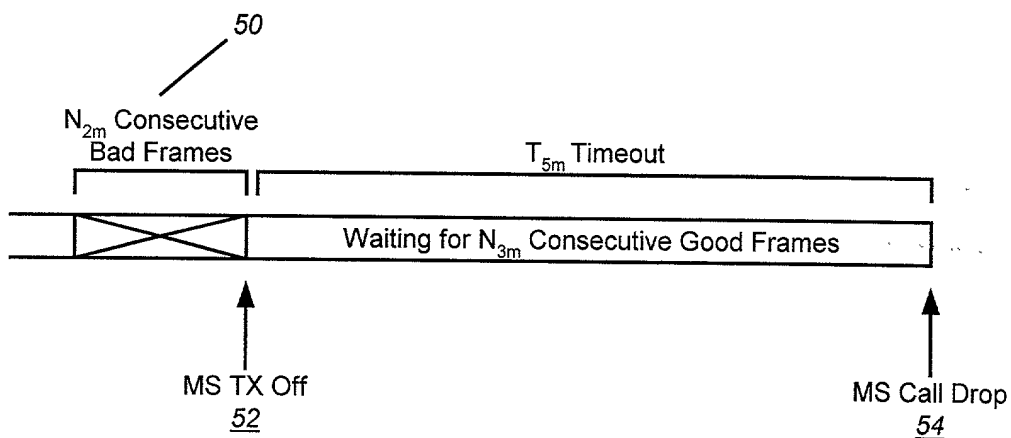 50
N2m Consecutive
Bad Frames
T5m Timeout
Waiting for N3m Consecutive Good Frames
MS TX Off
52
MS Call Drop
54